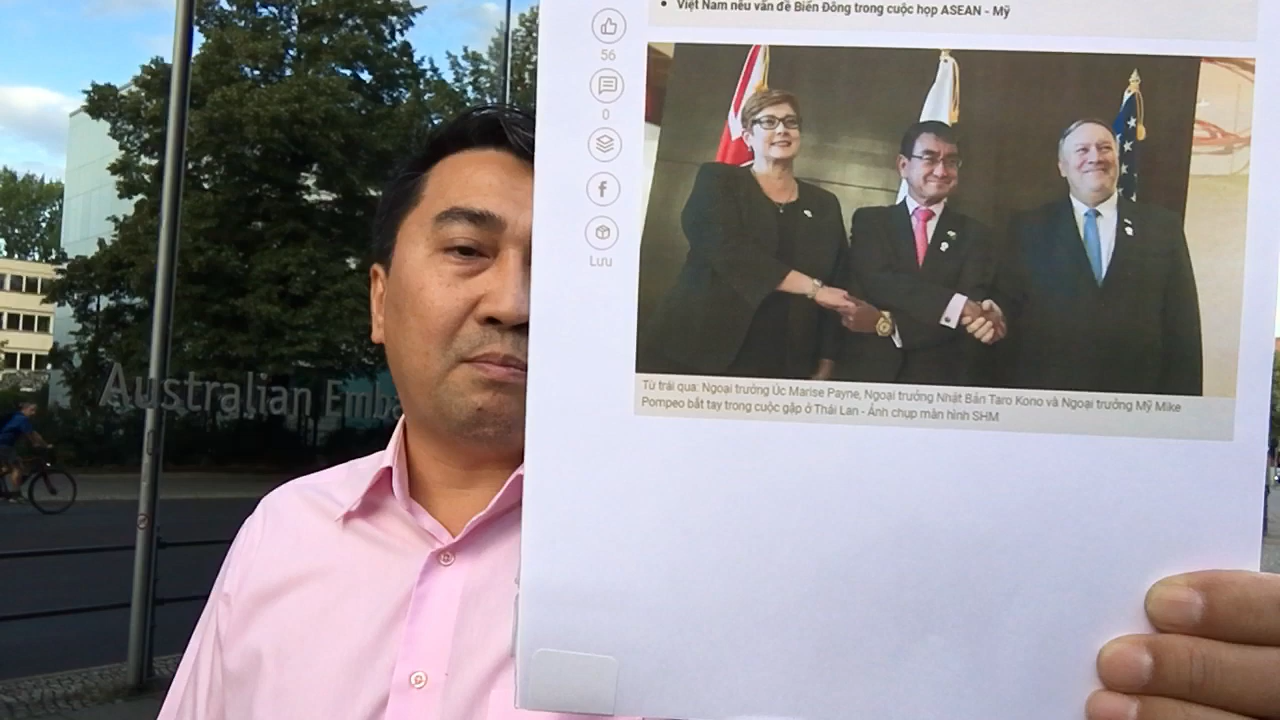 Việt Nam nêu vấn đề Biển Đông trong cuộc họp ASEAN - Mỹ
56
0
f
Lưu
Từ trái qua: Ngoại trưởng Úc Marise Payne, Ngoại trưởng Nhật Bản Taro Kono và Ngoại trưởng Mỹ Mike
Pompeo bắt tay trong cuộc gặp ở Thái Lan - Ảnh chụp màn hình SHM
Australian Emba